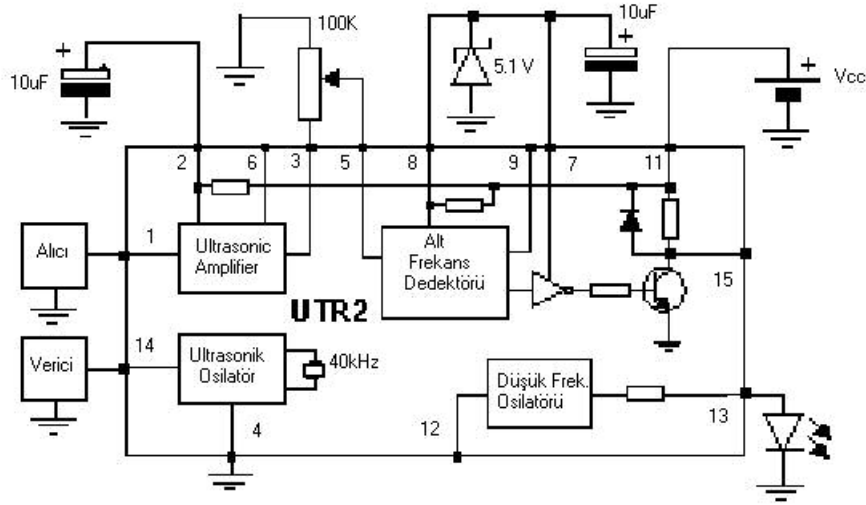 10uF
100K
5.1 V
10uF
Vcc
2
6
3
5
8
9
7
11
Alıcı
1
Ultrasonic
Amplifier
Alt
Frekans
Dedektörü
15
UTR2
Verici
14
Ultrasonik
Osilatör
40kHz
4
12
Düşük Frek.
Osilatörü
13